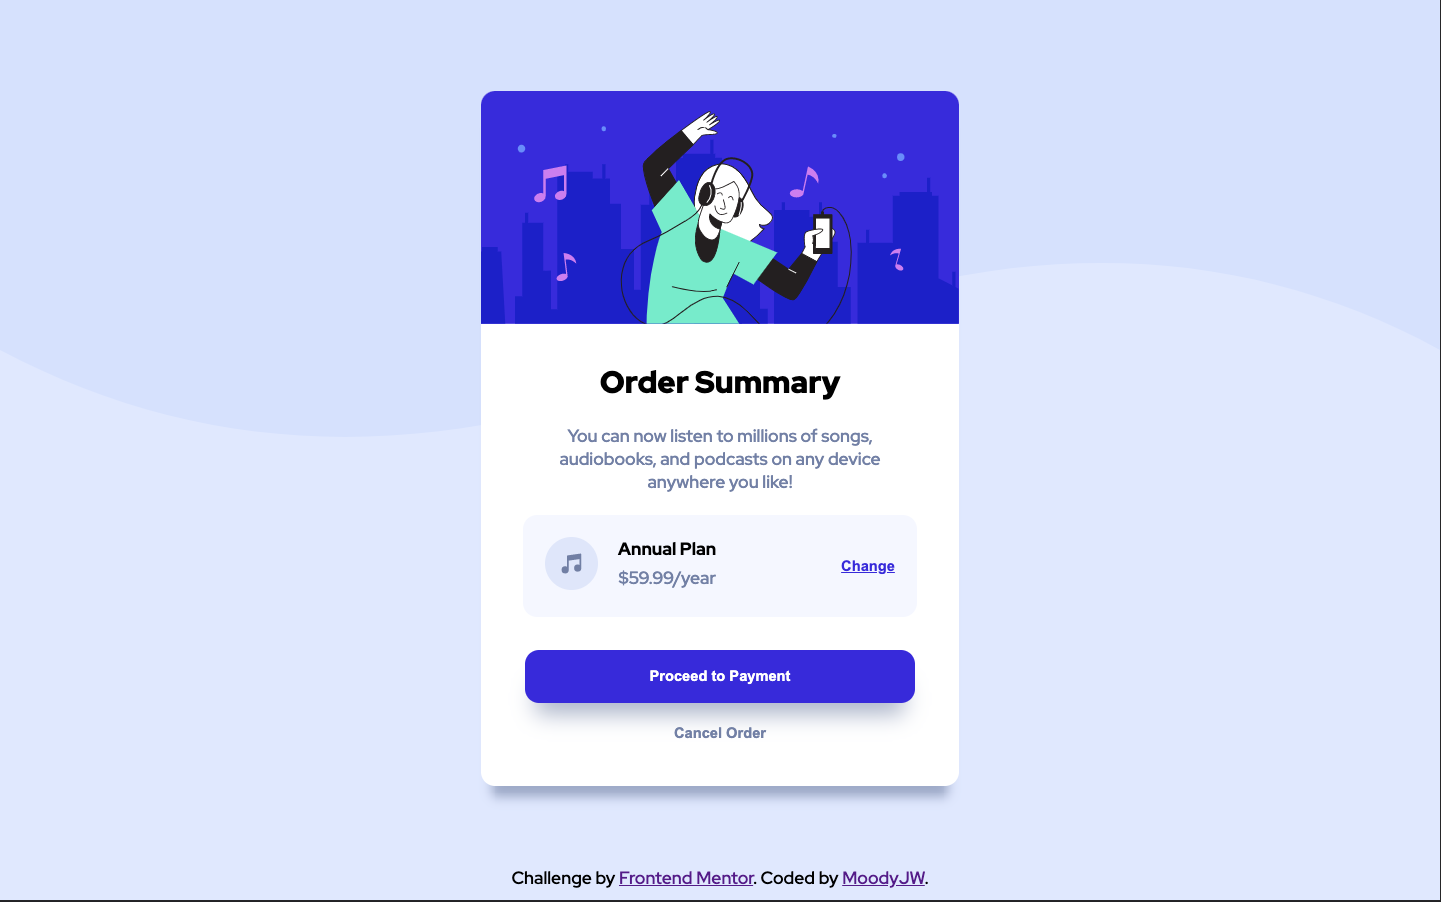 Order Summary
You can now listen to millions of songs,
audiobooks, and podcasts on any device
anywhere you like!
Annual Plan
$59.99/year
Change
Proceed to Payment
Cancel Order
Challenge by Frontend Mentor. Coded by MoodyJW.